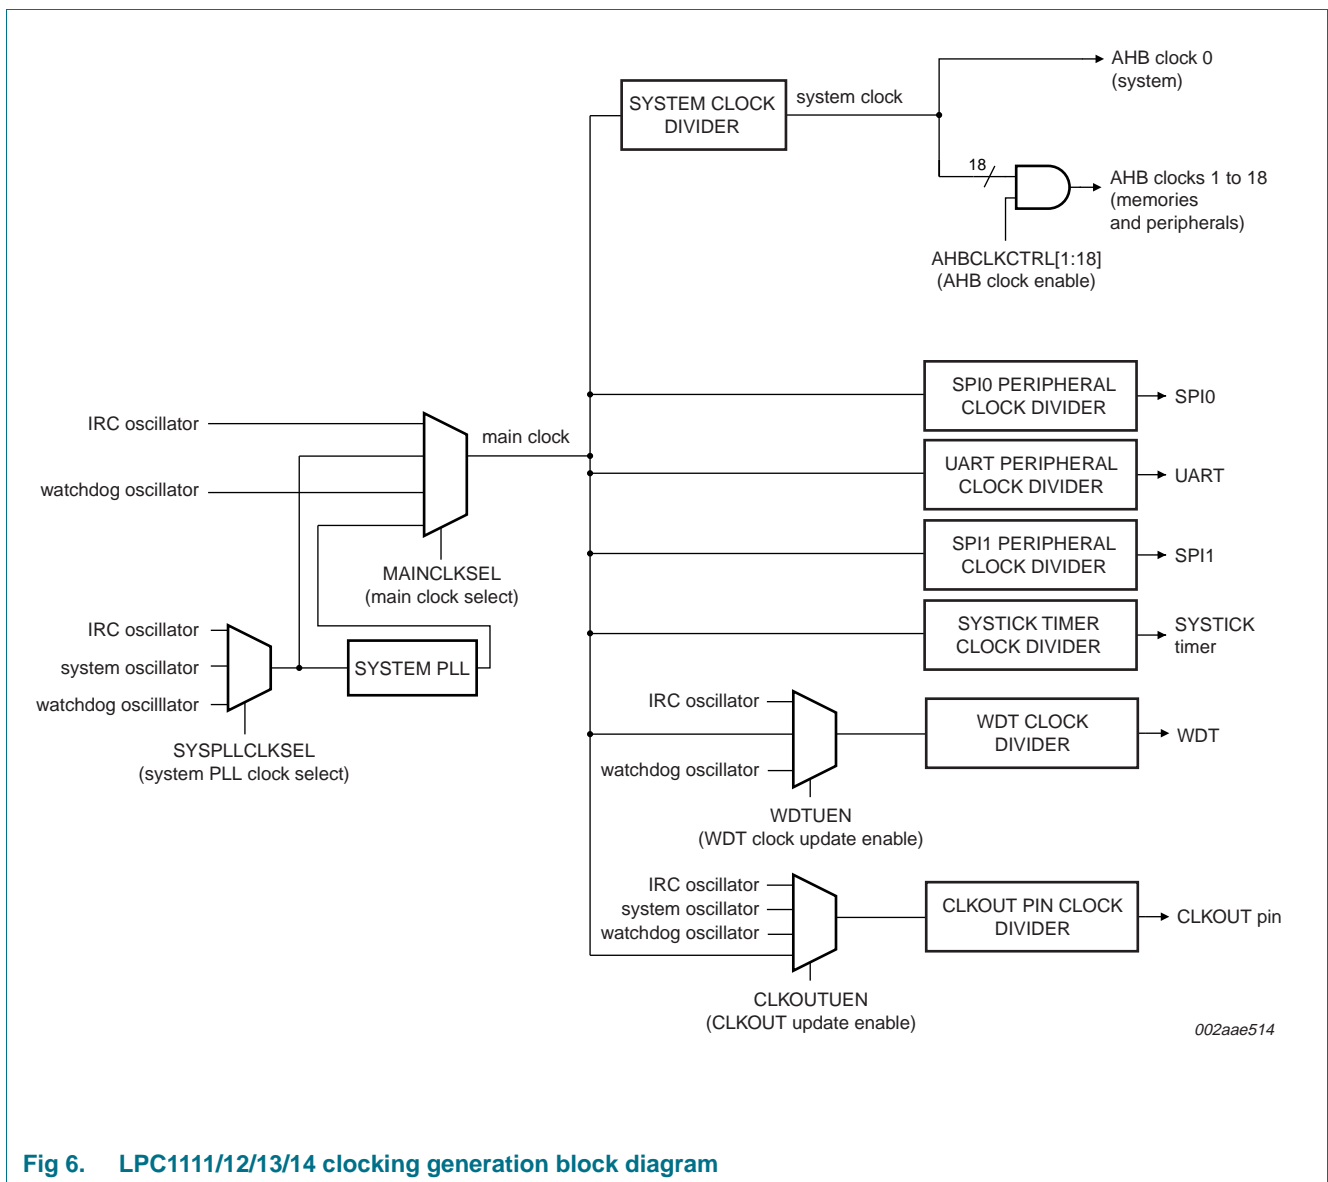 AHB clock 0
(system)
SYSTEM CLOCK
DIVIDER
system clock
18
AHB clocks 1 to 18
(memories
and peripherals)
AHBCLKCTRL[1:18]
(AHB clock enable)
IRC oscillator
watchdog oscillator
main clock
MAINCLKSEL
(main clock select)
IRC oscillator
system oscillator
watchdog oscilllator
SYSTEM PLL
SYSPLLCLKSEL
(system PLL clock select)
SPI0 PERIPHERAL
CLOCK DIVIDER
SPI0
UART PERIPHERAL
CLOCK DIVIDER
UART
SPI1 PERIPHERAL
CLOCK DIVIDER
SPI1
SYSTICK TIMER
CLOCK DIVIDER
SYSTICK
timer
IRC oscillator
watchdog oscillator
WDT CLOCK
DIVIDER
WDT
WDTUEN
(WDT clock update enable)
IRC oscillator
system oscillator
watchdog oscillator
CLKOUT PIN CLOCK
DIVIDER
CLKOUT pin
CLKOUTUEN
(CLKOUT update enable)
002aae514
Fig 6. LPC1111/12/13/14 clocking generation block diagram